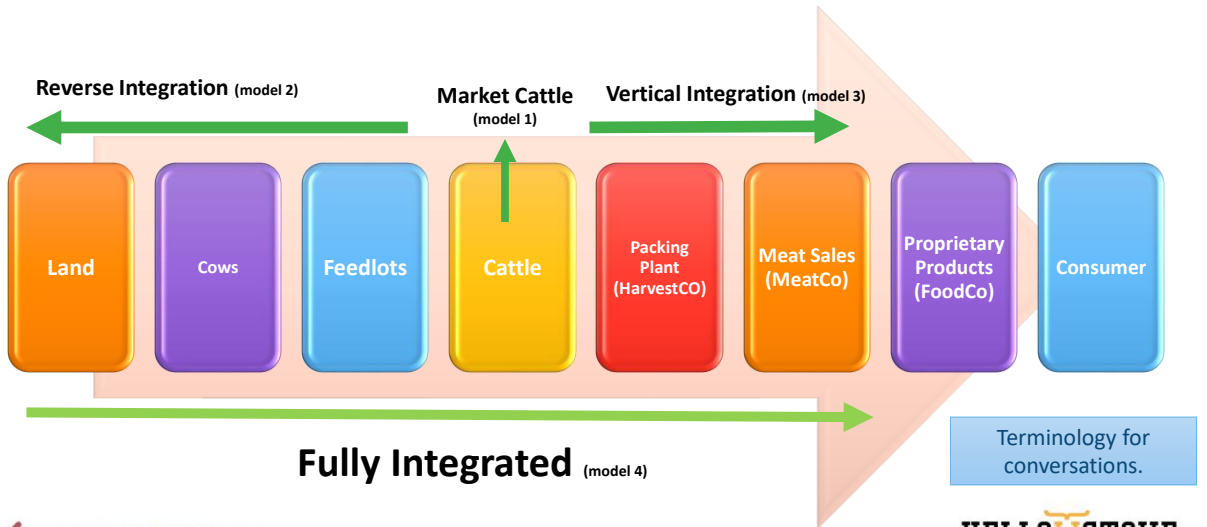 Reverse Integration (model 2)
Market Cattle
(model 1)
Vertical Integration (model 3)
Land
Cows
Feedlots
Cattle
Packing
Plant
(HarvestCO)
Meat Sales
(MeatCo)
Proprietary
Products
(FoodCo)
Consumer
Fully Integrated (model 4)
Terminology for
conversations.